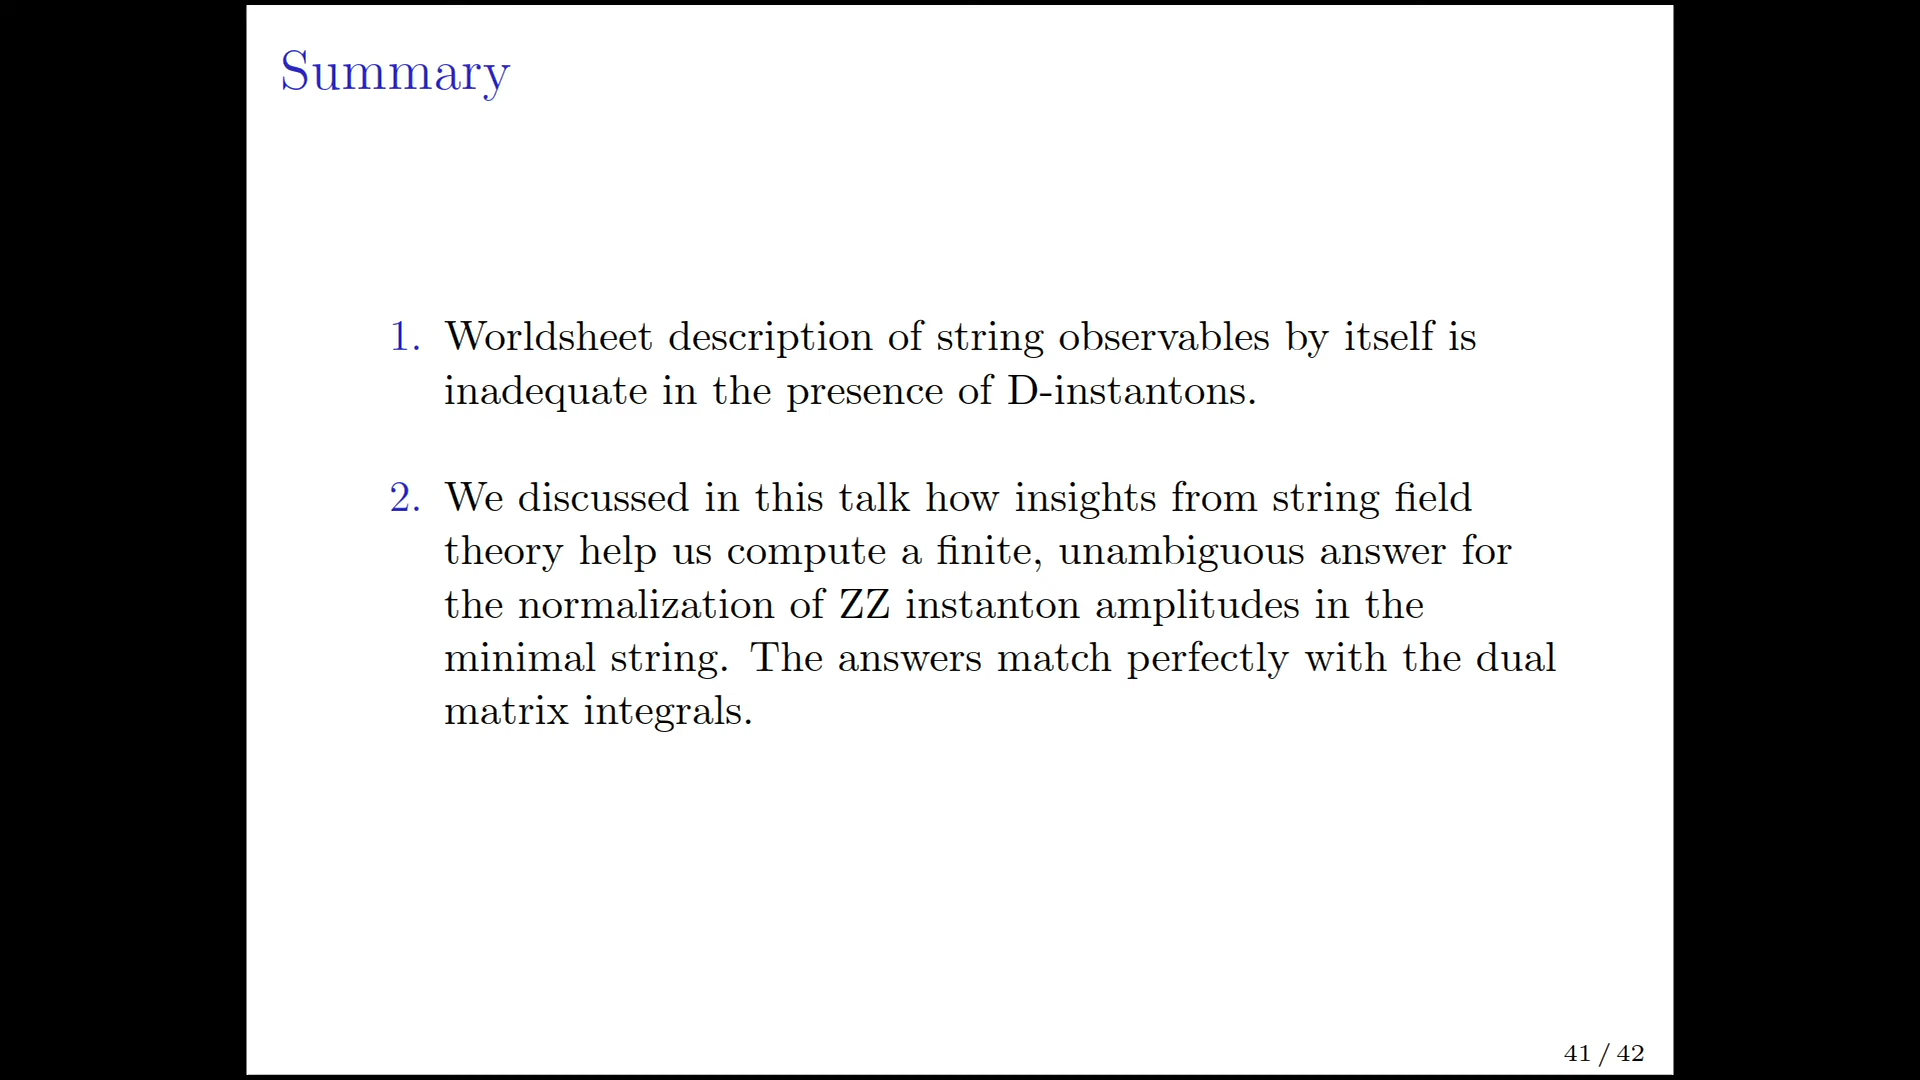 Summary
1. Worldsheet description of string observables by itself is
inadequate in the presence of D-instantons.
2. We discussed in this talk how insights from string field
theory help us compute a finite, unambiguous answer for
the normalization of ZZ instanton amplitudes in the
minimal string. The answers match perfectly with the dual
matrix integrals.
41 / 42